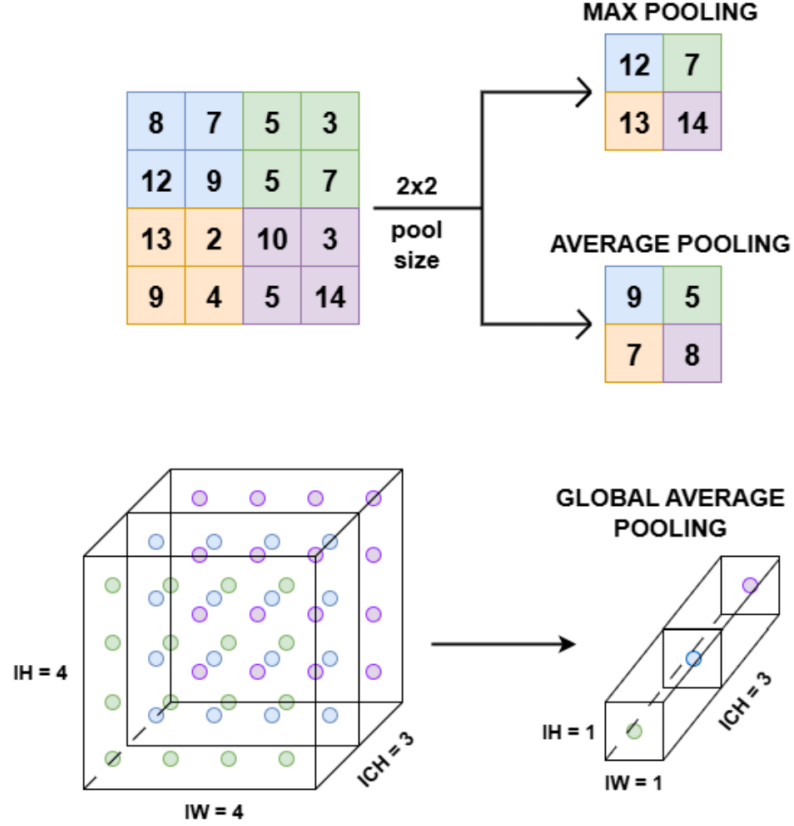 MAX POOLING
12 7
13 14
8 7 5 3
12 9 5 7
13 2 10 3
9 4 5 14
2x2
pool
size
AVERAGE POOLING
9 5
7 8
GLOBAL AVERAGE
POOLING
IH = 4
IW = 4
ICH = 3
IH = 1
IW = 1
ICH = 3